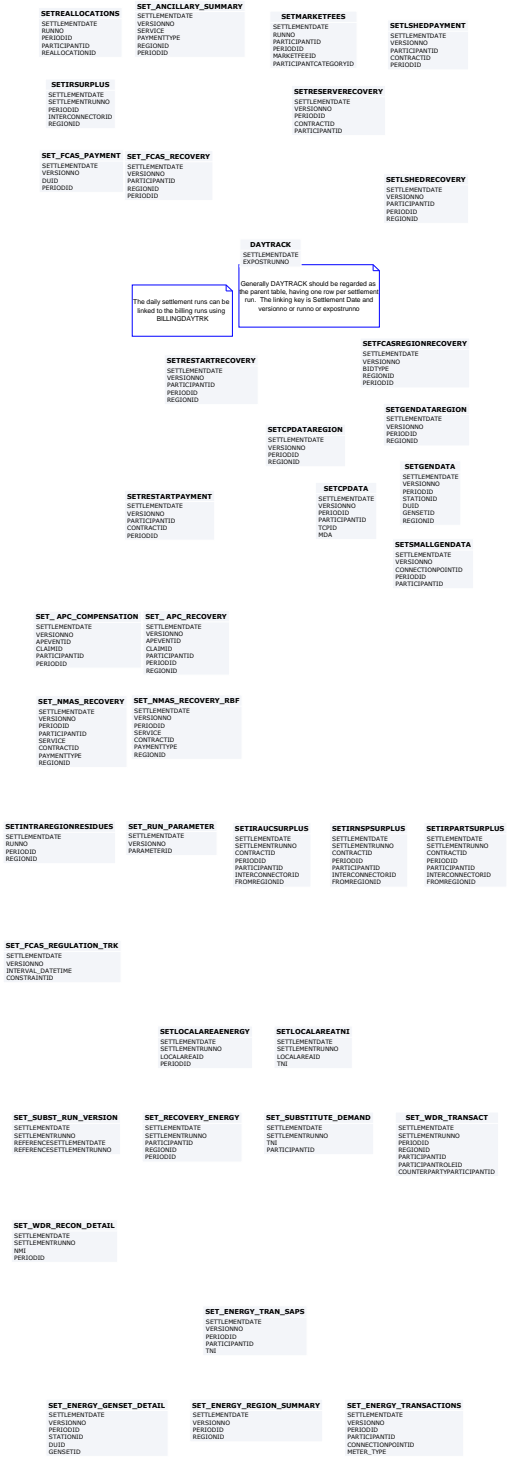 SETREALLOCATIONS
SETTLEMENTDATE
RUNNO
PERIODID
PARTICIPANTID
REALLOCATIONID
SET_ANCILLARY_SUMMARY
SETTLEMENTDATE
VERSIONNO
SERVICE
PAYMENTTYPE
REGIONID
PERIODID
SETMARKETFEES
SETTLEMENTDATE
RUNNO
PARTICIPANTID
PERIODID
MARKETFEEID
PARTICIPANTCATEGORYID
SETLSHEDPAYMENT
SETTLEMENTDATE
VERSIONNO
PARTICIPANTID
CONTRACTID
PERIODID
SETIRSURPLUS
SETTLEMENTDATE
SETTLEMENTRUNNO
PERIODID
INTERCONNECTORID
REGIONID
SETRESERVERECOVERY
SETTLEMENTDATE
VERSIONNO
PERIODID
CONTRACTID
PARTICIPANTID
SET_FCAS_PAYMENT
SETTLEMENTDATE
VERSIONNO
DUID
PERIODID
SET_FCAS_RECOVERY
SETTLEMENTDATE
VERSIONNO
PARTICIPANTID
REGIONID
PERIODID
SETLSHEDRECOVERY
SETTLEMENTDATE
VERSIONNO
PARTICIPANTID
PERIODID
REGIONID
DAYTRACK
SETTLEMENTDATE
EXPOSTRUNNO
The daily settlement runs can be
linked to the billing runs using
BILLINGDAYTRK
Generally DAYTRACK should be regarded as
the parent table, having one row per settlement
run.  The linking key is Settlement Date and
versionno or runno or expostrunno
SETRESTARTRECOVERY
SETTLEMENTDATE
VERSIONNO
PARTICIPANTID
PERIODID
REGIONID
SETFCASREGIONRECOVERY
SETTLEMENTDATE
VERSIONNO
BIDTYPE
REGIONID
PERIODID
SETGENDATAREGION
SETTLEMENTDATE
VERSIONNO
PERIODID
REGIONID
SETCPDATAREGION
SETTLEMENTDATE
VERSIONNO
PERIODID
REGIONID
SETGENDATA
SETTLEMENTDATE
VERSIONNO
PERIODID
STATIONID
DUID
GENSETID
REGIONID
SETCPDATA
SETTLEMENTDATE
VERSIONNO
PERIODID
PARTICIPANTID
TCPID
MDA
SETRESTARTPAYMENT
SETTLEMENTDATE
VERSIONNO
PARTICIPANTID
CONTRACTID
PERIODID
SETSMALLGENDATA
SETTLEMENTDATE
VERSIONNO
CONNECTIONPOINTID
PERIODID
PARTICIPANTID
SET_ APC_COMPENSATION
SETTLEMENTDATE
VERSIONNO
APEVENTID
CLAIMID
PARTICIPANTID
PERIODID
SET_ APC_RECOVERY
SETTLEMENTDATE
VERSIONNO
APEVENTID
CLAIMID
PARTICIPANTID
PERIODID
REGIONID
SET_NMAS_RECOVERY
SETTLEMENTDATE
VERSIONNO
PERIODID
PARTICIPANTID
SERVICE
CONTRACTID
PAYMENTTYPE
REGIONID
SET_NMAS_RECOVERY_RBF
SETTLEMENTDATE
VERSIONNO
PERIODID
SERVICE
CONTRACTID
PAYMENTTYPE
REGIONID
SETINTRAREGIONRESIDUES
SETTLEMENTDATE
RUNNO
PERIODID
REGIONID
SET_RUN_PARAMETER
SETTLEMENTDATE
VERSIONNO
PARAMETERID
SETIRAUCSURPLUS
SETTLEMENTDATE
SETTLEMENTRUNNO
CONTRACTID
PERIODID
PARTICIPANTID
INTERCONNECTORID
FROMREGIONID
SETIRNSPSURPLUS
SETTLEMENTDATE
SETTLEMENTRUNNO
CONTRACTID
PERIODID
PARTICIPANTID
INTERCONNECTORID
FROMREGIONID
SETIRPARTSURPLUS
SETTLEMENTDATE
SETTLEMENTRUNNO
CONTRACTID
PERIODID
PARTICIPANTID
INTERCONNECTORID
FROMREGIONID
SET_FCAS_REGULATION_TRK
SETTLEMENTDATE
VERSIONNO
INTERVAL_DATETIME
CONSTRAINTID
SETLOCALAREAENERGY
SETTLEMENTDATE
SETTLEMENTRUNNO
LOCALAREAID
PERIODID
SETLOCALAREATNI
SETTLEMENTDATE
SETTLEMENTRUNNO
LOCALAREAID
TNI
SET_SUBST_RUN_VERSION
SETTLEMENTDATE
SETTLEMENTRUNNO
REFERENCESETTLEMENTDATE
REFERENCESETTLEMENTRUNNO
SET_RECOVERY_ENERGY
SETTLEMENTDATE
SETTLEMENTRUNNO
PARTICIPANTID
REGIONID
PERIODID
SET_SUBSTITUTE_DEMAND
SETTLEMENTDATE
SETTLEMENTRUNNO
TNI
PARTICIPANTID
SET_WDR_TRANSACT
SETTLEMENTDATE
SETTLEMENTRUNNO
PERIODID
REGIONID
PARTICIPANTID
PARTICIPANTROLEID
COUNTERPARTYPARTICIPANTID
SET_WDR_RECON_DETAIL
SETTLEMENTDATE
SETTLEMENTRUNNO
NMI
PERIODID
SET_ENERGY_TRAN_SAPS
SETTLEMENTDATE
VERSIONNO
PERIODID
PARTICIPANTID
TNI
SET_ENERGY_GENSET_DETAIL
SETTLEMENTDATE
VERSIONNO
PERIODID
STATIONID
DUID
GENSETID
SET_ENERGY_REGION_SUMMARY
SETTLEMENTDATE
VERSIONNO
PERIODID
REGIONID
SET_ENERGY_TRANSACTIONS
SETTLEMENTDATE
VERSIONNO
PERIODID
PARTICIPANTID
CONNECTIONPOINTID
METER_TYPE